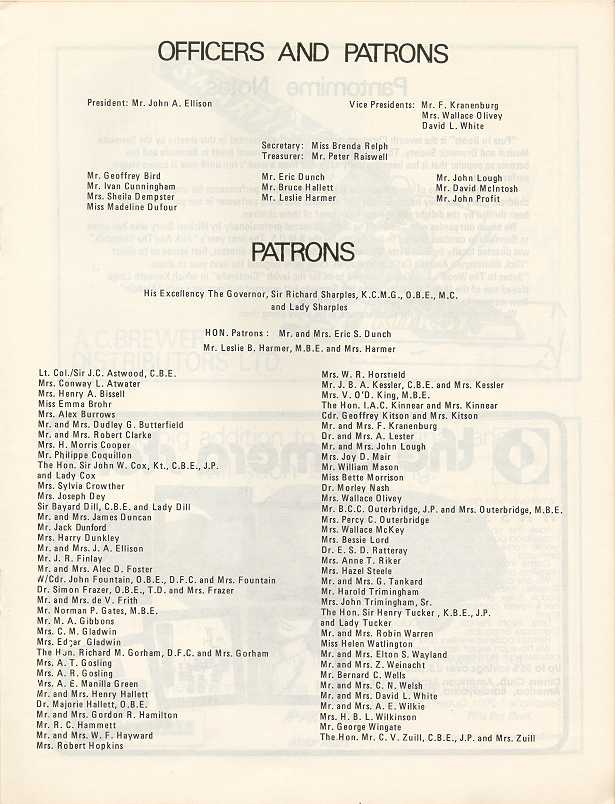 OFFICERS AND PATRONS
President: Mr. John A. Ellison
Vice Presidents: Mr. F. Kranenburg
Mrs. Wallace Olivey
David L. White
Secretary: Miss Brenda Relph
Treasurer: Mr. Peter Raiswell
Mr. Geoffrey Bird
Mr. Ivan Cunningham
Mrs. Sheila Dempster
Miss Madeline Dufour
Mr. Eric Dunch
Mr. Bruce Hallett
Mr. Leslie Harmer
Mr. John Lough
Mr. David McIntosh
Mr. John Profit
PATRONS
His Excellency The Governor, Sir Richard Sharples, K.C.M.G., O.B.E., M.C.
and Lady Sharples
HON. Patrons : Mr. and Mrs. Eric S. Dunch
Mr. Leslie B. Harmer, M.B.E. and Mrs. Harmer
Lt. Col./Sir J.C. Astwood, C.B.E.
Mrs. Conway L. Atwater
Mrs. Henry A. Bissell
Miss Emma Brohr
Mrs. Alex Burrows
Mr. and Mrs. Dudley G. Butterfield
Mr. and Mrs. Robert Clarke
Mrs. H. Morris Cooper
Mr. Philippe Coquillon
The Hon. Sir John W. Cox, Kt., C.B.E., J.P.
and Lady Cox
Mrs. Sylvia Crowther
Mrs. Joseph Dey
Sir Bayard Dill, C.B.E. and Lady Dill
Mr. and Mrs. James Duncan
Mr. Jack Dunford
Mrs. Harry Dunkley
Mr. and Mrs. J. A. Ellison
Mr. J. R. Finlay
Mr. and Mrs. Alec D. Foster
W/Cdr. John Fountain, O.B.E., D.F.C. and Mrs. Fountain
Dr. Simon Frazer, O.B.E., T.D. and Mrs. Frazer
Mr. and Mrs. de V. Frith
Mr. Norman P. Gates, M.B.E.
Mr. M. A. Gibbons
Mrs. C. M. Gladwin
Mrs. Edgar Gladwin
The Hon. Richard M. Gorham, D.F.C. and Mrs. Gorham
Mrs. A. T. Gosling
Mrs. A. R. Gosling
Mrs. A. E. Manilla Green
Mr. and Mrs. Henry Hallett
Dr. Majorie Hallett, O.B.E.
Mr. and Mrs. Gordon R. Hamilton
Mr. R. C. Hammett
Mr. and Mrs. W. F. Hayward
Mrs. Robert Hopkins
Mrs. W. R. Horsfield
Mr. J. B. A. Kessler, C.B.E. and Mrs. Kessler
Mrs. V. O'D. King, M.B.E.
The Hon. I.A.C. Kinnear and Mrs. Kinnear
Cdr. Geoffrey Kitson and Mrs. Kitson
Mr. and Mrs. F. Kranenburg
Dr. and Mrs. A. Lester
Mr. and Mrs. John Lough
Mrs. Joy D. Mair
Mr. William Mason
Miss Bette Morrison
Dr. Morley Nash
Mrs. Wallace Olivey
Mr. B.C.C. Outerbridge, J.P. and Mrs. Outerbridge, M.B.E.
Mrs. Percy C. Outerbridge
Mrs. Wallace McKey
Mrs. Bessie Lord
Dr. E. S. D. Ratteray
Mrs. Anne T. Riker
Mrs. Hazel Steele
Mr. and Mrs. G. Tankard
Mr. Harold Trimingham
Mrs. John Trimingham, Sr.
The Hon. Sir Henry Tucker , K.B.E., J.P.
and Lady Tucker
Mr. and Mrs. Robin Warren
Miss Helen Watlington
Mr. and Mrs. Elton S. Wayland
Mr. and Mrs. Z. Weinacht
Mr. Bernard C. Wells
Mr. and Mrs. C. N. Welsh
Mr. and Mrs. David L. White
Mr. and Mrs. A. E. Wilkie
Mrs. H. B. L. Wilkinson
Mr. George Wingate
The Hon. Mr. C. V. Zuill, C.B.E., J.P. and Mrs. Zuill